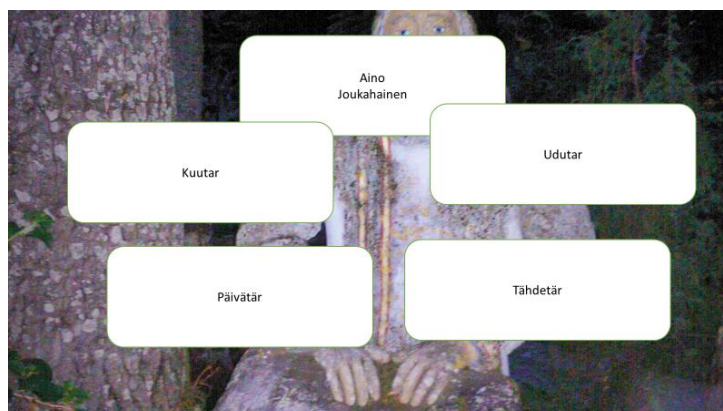 Aino
Joukahainen
Kuutar
Udutar
Päivätär
Tähdetär